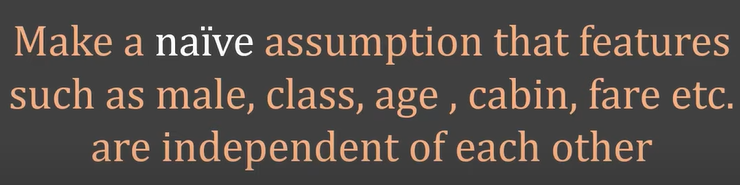 Make a naïve assumption that features
such as male, class, age , cabin, fare etc.
are independent of each other